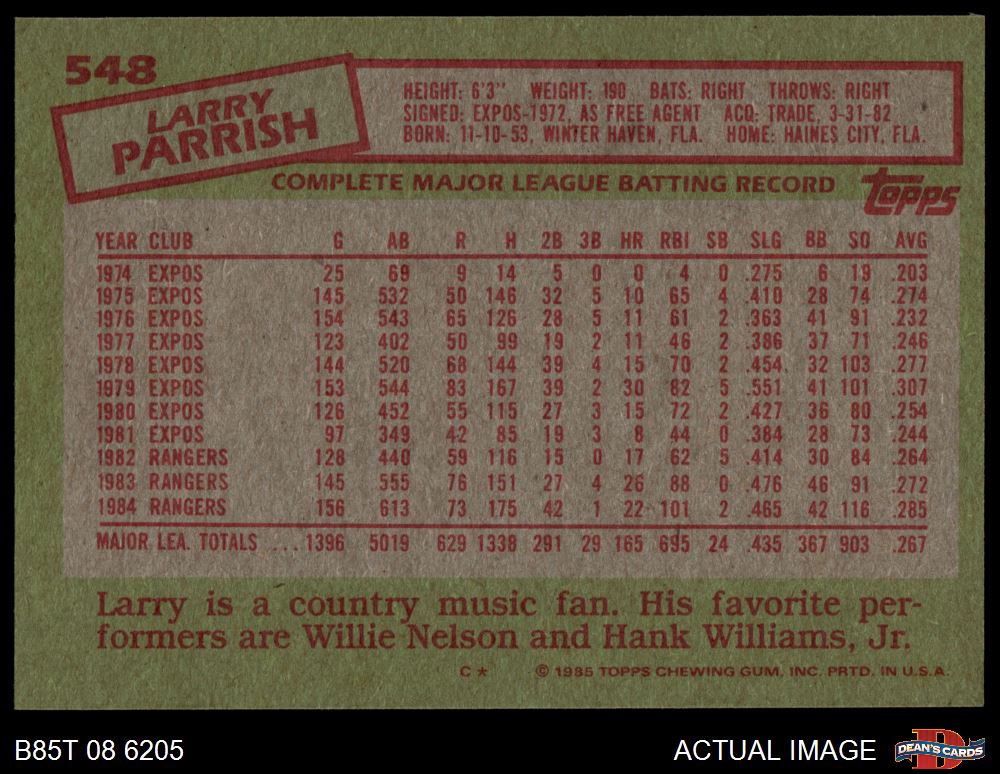 548
LARRY
PARRISH
HEIGHT: 6'3" WEIGHT: 190 BATS: RIGHT THROWS: RIGHT
SIGNED: EXPOS-1972, AS FREE AGENT ACQ: TRADE, 3-31-82
BORN: 11-10-53, WINTER HAVEN, FLA. HOME: HAINES CITY, FLA.
COMPLETE MAJOR LEAGUE BATTING RECORD
topps
YEAR CLUB G AB R H 2B 3B HR RBI SB SLG BB SO AVG
1974 EXPOS 25 69 9 14 5 0 0 4 0 .275 6 19 .203
1975 EXPOS 145 532 50 146 32 5 10 65 4 .410 28 74 .274
1976 EXPOS 154 543 65 126 28 5 11 61 2 .363 41 91 .232
1977 EXPOS 123 402 50 99 19 2 11 46 2 .386 37 71 .246
1978 EXPOS 144 520 68 144 39 4 15 70 2 .454 32 103 .277
1979 EXPOS 153 544 83 167 39 2 30 82 5 .551 41 101 .307
1980 EXPOS 126 452 55 115 27 3 15 72 2 .427 36 80 .254
1981 EXPOS 97 349 42 85 19 3 8 44 0 .384 28 73 .244
1982 RANGERS 128 440 59 116 15 0 17 62 5 .414 30 84 .264
1983 RANGERS 145 555 76 151 27 4 26 88 0 .476 46 91 .272
1984 RANGERS 156 613 73 175 42 1 22 101 2 .465 42 116 .285
MAJOR LEA. TOTALS ... 1396 5019 629 1338 291 29 165 695 24 .435 367 903 .267
Larry is a country music fan. His favorite per-
formers are Willie Nelson and Hank Williams, Jr.
C * © 1985 TOPPS CHEWING GUM, INC. PRTD. IN U.S.A.
B85T 08 6205 ACTUAL IMAGE DEAN'S CARDS